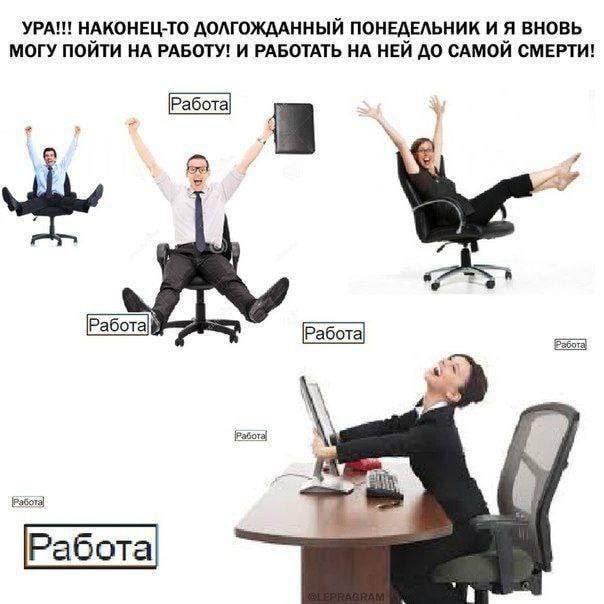 УРА!!! НАКОНЕЦ-ТО ДОЛГОЖДАННЫЙ ПОНЕДЕЛЬНИК И Я ВНОВЬ
МОГУ ПОЙТИ НА РАБОТУ! И РАБОТАТЬ НА НЕЙ ДО САМОЙ СМЕРТИ!
Работа
Работа
Работа
Работа
Работа
Работа
Работа
@LEPRAGRAM